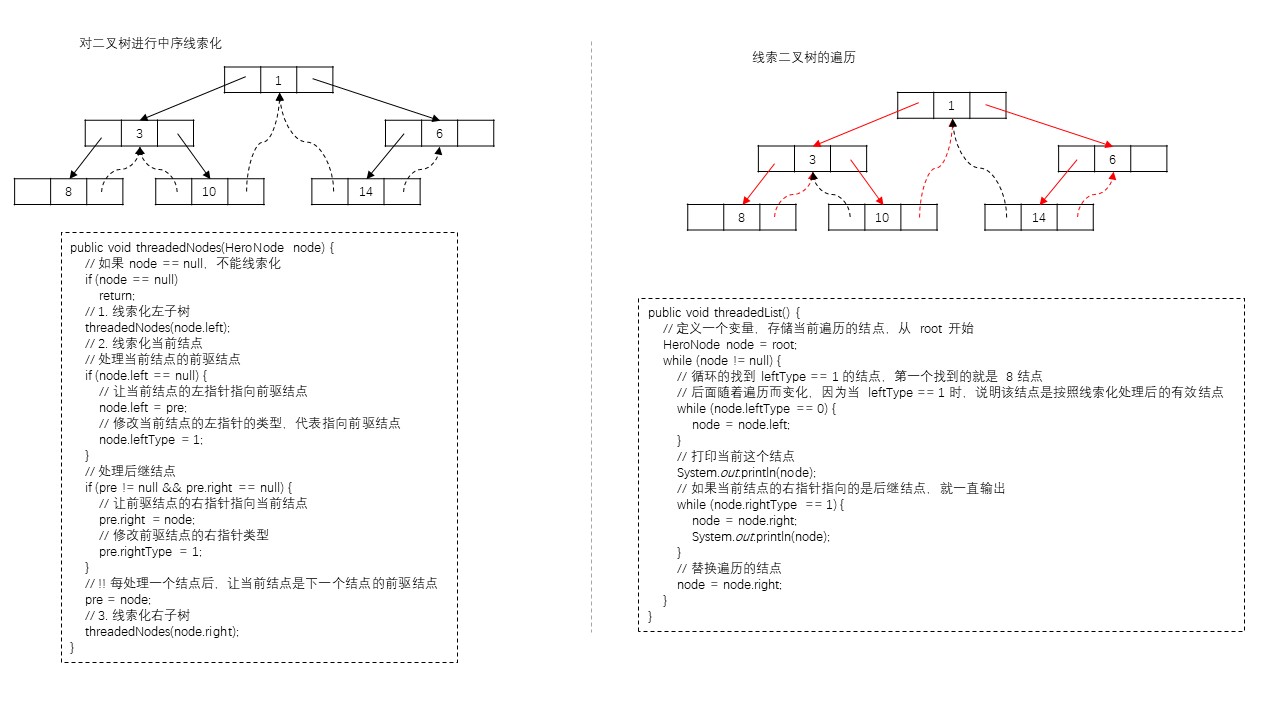 对二叉树进行中序线索化
1
3
6
8
10
14
public void threadedNodes(HeroNode node) {
// 如果 node == null，不能线索化
if (node == null)
return;
// 1. 线索化左子树
threadedNodes(node.left);
// 2. 线索化当前结点
// 处理当前结点的前驱结点
if (node.left == null) {
// 让当前结点的左指针指向前驱结点
node.left = pre;
// 修改当前结点的左指针的类型，代表指向前驱结点
node.leftType = 1;
}
// 处理后继结点
if (pre != null && pre.right == null) {
// 让前驱结点的右指针指向当前结点
pre.right = node;
// 修改前驱结点的右指针类型
pre.rightType = 1;
}
// !! 每处理一个结点后，让当前结点是下一个结点的前驱结点
pre = node;
// 3. 线索化右子树
threadedNodes(node.right);
}
线索二叉树的遍历
1
3
6
8
10
14
public void threadedList() {
// 定义一个变量，存储当前遍历的结点，从 root 开始
HeroNode node = root;
while (node != null) {
// 循环的找到 leftType == 1 的结点，第一个找到的就是 8 结点
// 后面随着遍历而变化，因为当 leftType == 1 时，说明该结点是按照线索化处理后的有效结点
while (node.leftType == 0) {
node = node.left;
}
// 打印当前这个结点
System.out.println(node);
// 如果当前结点的右指针指向的是后继结点，就一直输出
while (node.rightType == 1) {
node = node.right;
System.out.println(node);
}
// 替换遍历的结点
node = node.right;
}
}